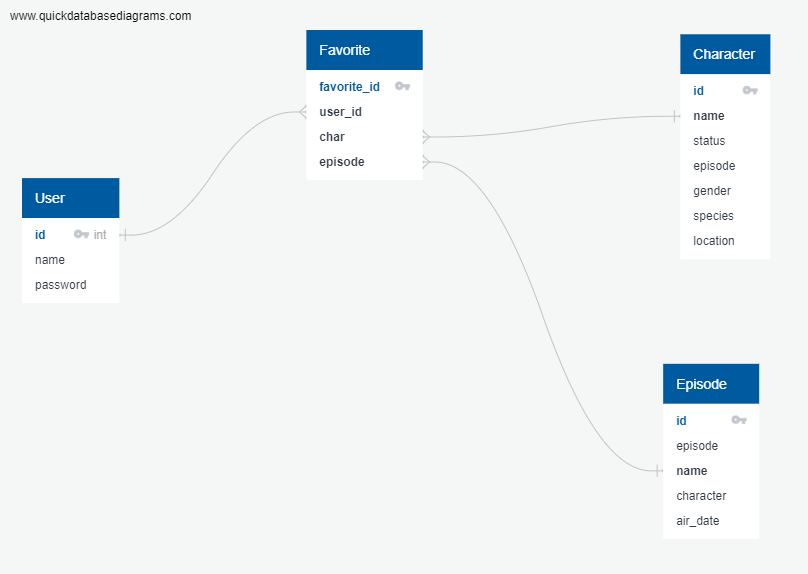 www.quickdatabasediagrams.com
Favorite
favorite_id
user_id
char
episode
Character
id
name
status
episode
gender
species
location
User
id int
name
password
Episode
id
episode
name
character
air_date